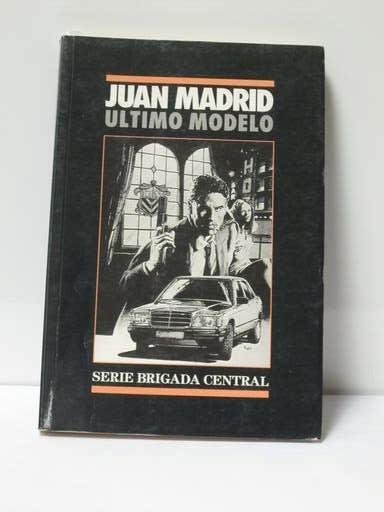 JUAN MADRID
ULTIMO MODELO
SERIE BRIGADA CENTRAL